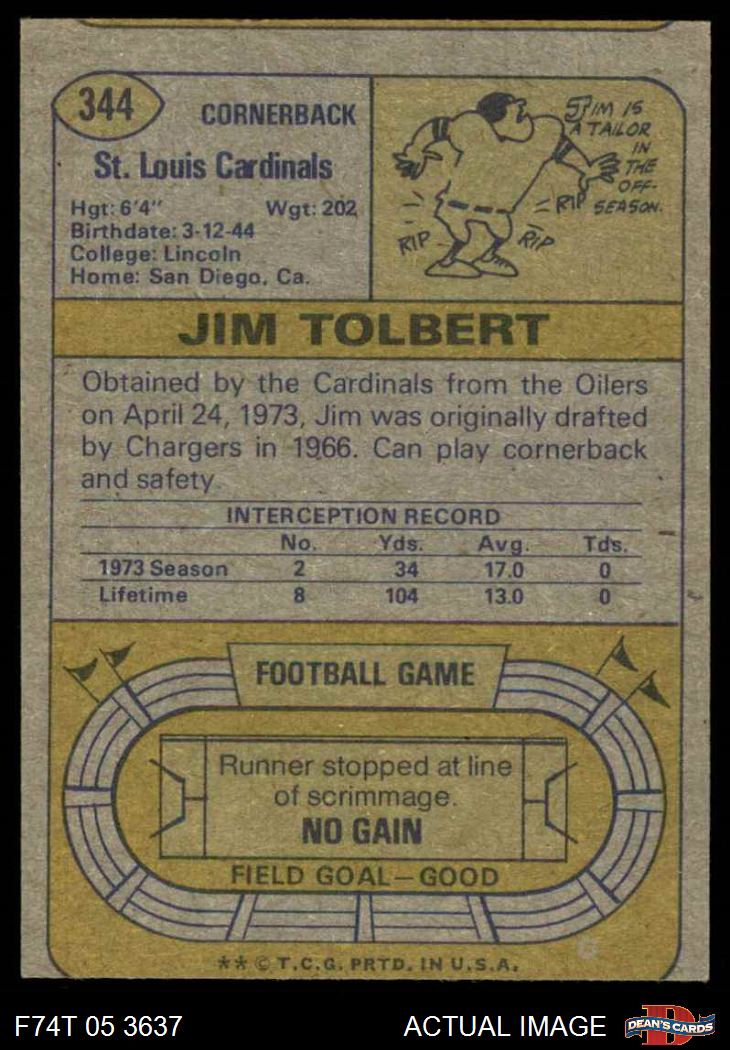 344
CORNERBACK
St. Louis Cardinals
Hgt: 6'4" Wgt: 202
Birthdate: 3-12-44
College: Lincoln
Home: San Diego, Ca.
JIM IS
A TAILOR
IN
THE
OFF-
SEASON.
RIP
RIP
RIP
JIM TOLBERT
Obtained by the Cardinals from the Oilers
on April 24, 1973, Jim was originally drafted
by Chargers in 1966. Can play cornerback
and safety.
INTERCEPTION RECORD
No. Yds. Avg. Tds.
1973 Season 2 34 17.0 0
Lifetime 8 104 13.0 0
FOOTBALL GAME
Runner stopped at line
of scrimmage.
NO GAIN
FIELD GOAL—GOOD
** © T.C.G. PRTD. IN U.S.A.
F74T 05 3637 ACTUAL IMAGE
D
DEAN'S CARDS